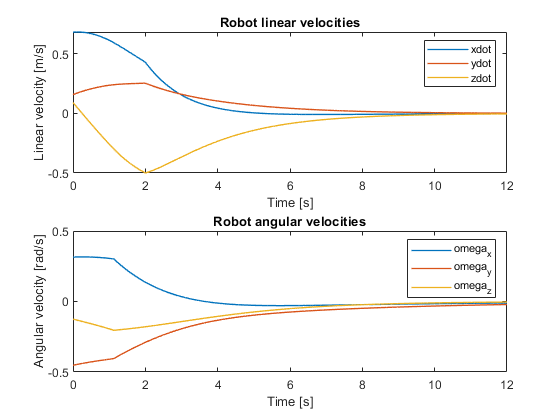 Robot linear velocities
Linear velocity [m/s]
0.5
0
-0.5
xdot
ydot
zdot
0 2 4 6 8 10 12
Time [s]
Robot angular velocities
Angular velocity [rad/s]
0.5
0
-0.5
omega_x
omega_y
omega_z
0 2 4 6 8 10 12
Time [s]